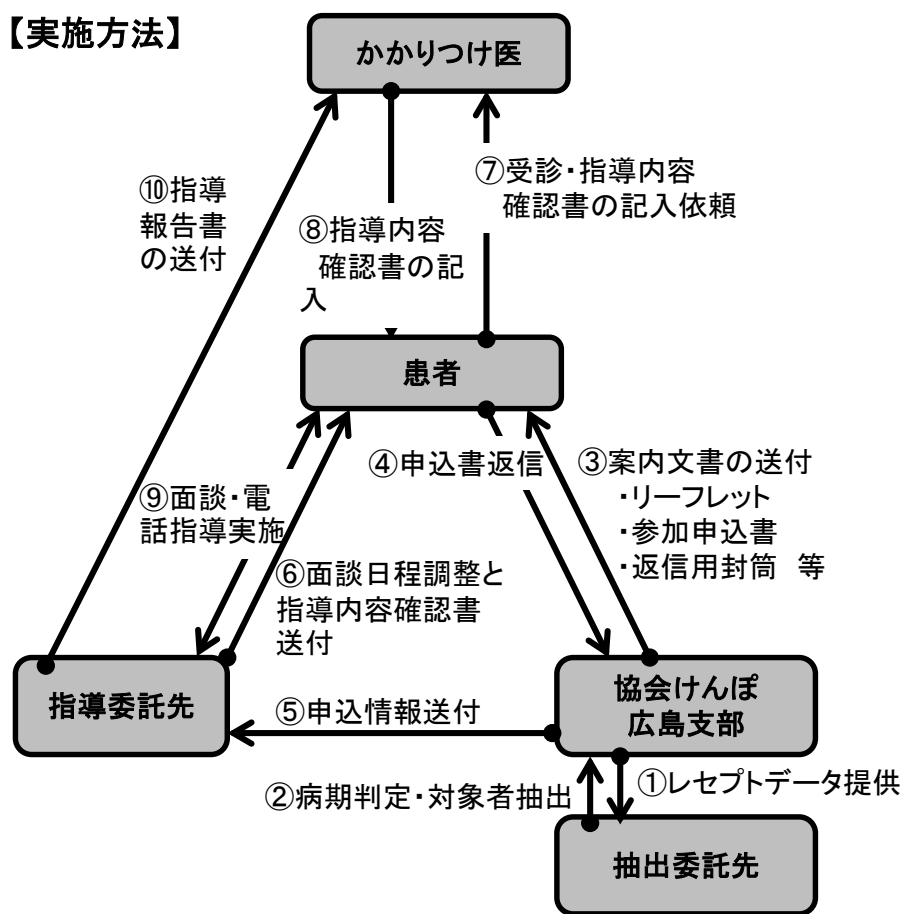 【実施方法】
かかりつけ医
⑦受診・指導内容
確認書の記入依頼
⑩指導
報告書
の送付
⑧指導内容
確認書の記
入
患者
④申込書返信
③案内文書の送付
・リーフレット
・参加申込書
・返信用封筒 等
⑨面談・電
話指導実施
⑥面談日程調整と
指導内容確認書
送付
指導委託先
⑤申込情報送付
協会けんぽ
広島支部
②病期判定・対象者抽出
①レセプトデータ提供
抽出委託先